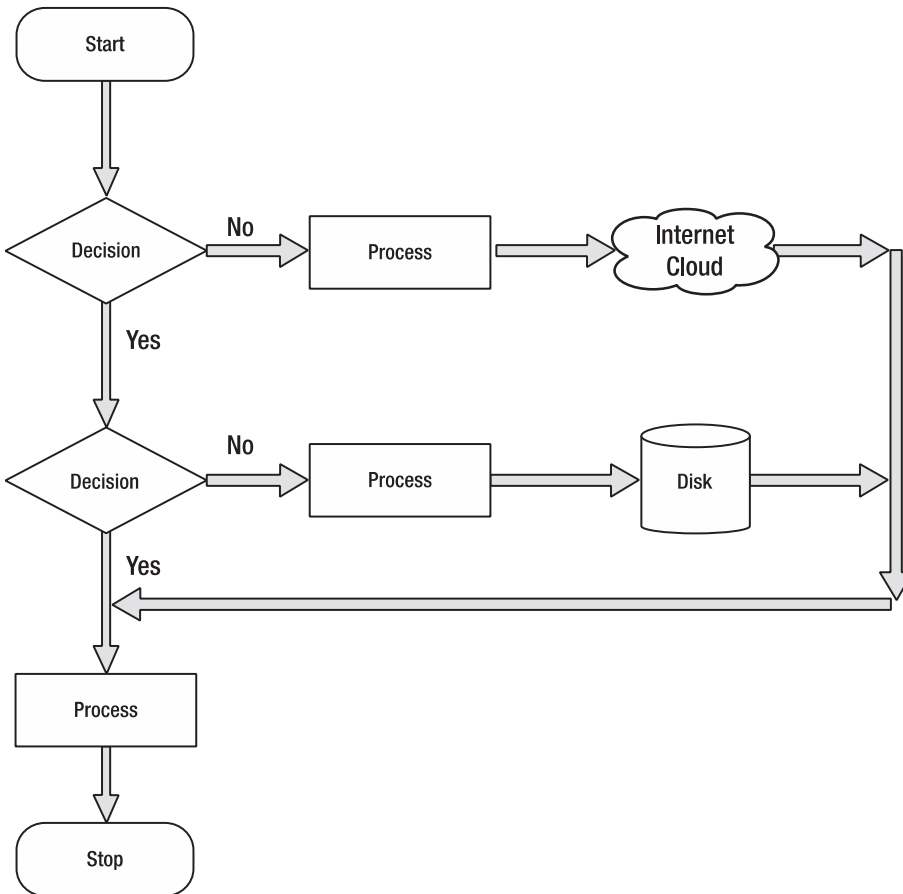 Start
Decision
No
Process
Internet
Cloud
Yes
Decision
No
Process
Disk
Yes
Process
Stop